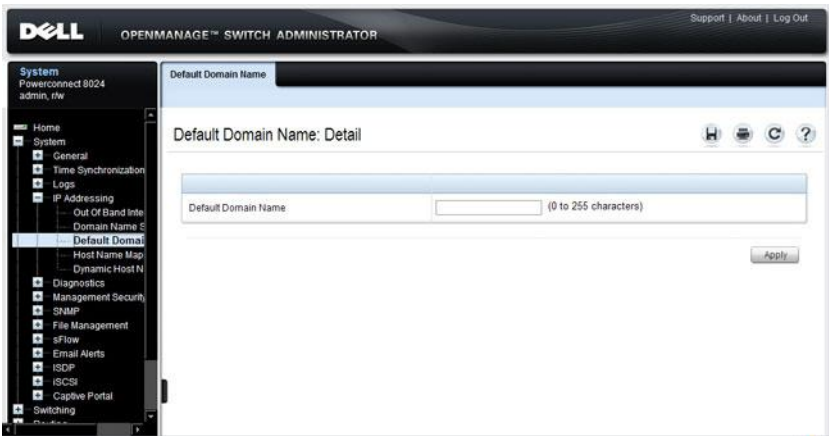 Support | About | Log Out
DELL
OPENMANAGE™ SWITCH ADMINISTRATOR
System
Powerconnect 8024
admin, r/w
Default Domain Name
Home
System
General
Time Synchronization
Logs
IP Addressing
Out Of Band Inte
Domain Name S
Default Domai
Host Name Map
Dynamic Host N
Diagnostics
Management Security
SNMP
File Management
sFlow
Email Alerts
ISDP
iSCSI
Captive Portal
Switching
Default Domain Name: Detail
Default Domain Name
(0 to 255 characters)
Apply